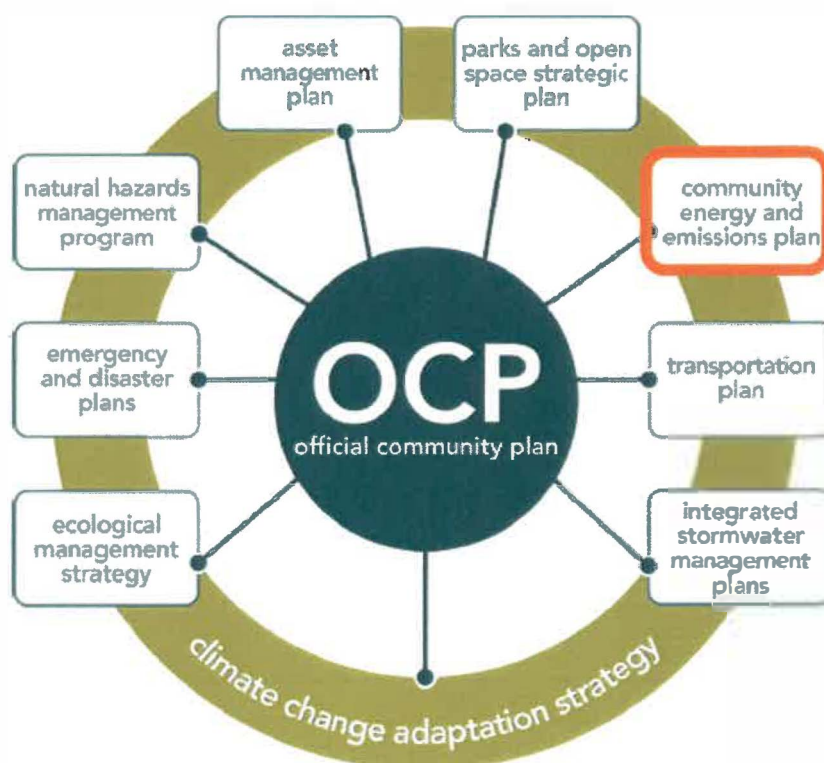 asset
management
plan
parks and open
space strategic
plan
natural hazards
management
program
community
energy and
emissions plan
emergency
and disaster
plans
OCP
official community plan
transportation
plan
ecological
management
strategy
integrated
stormwater
management
plans
climate change adaptation strategy